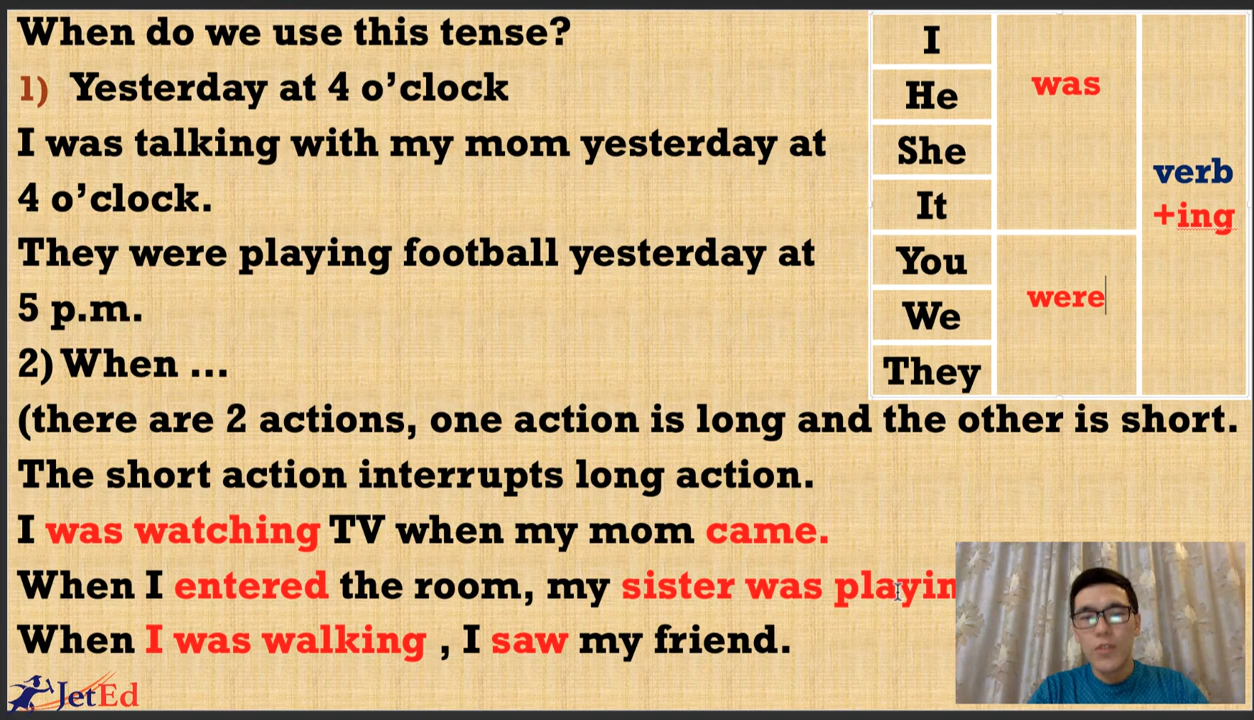 When do we use this tense?
1) Yesterday at 4 o’clock
I was talking with my mom yesterday at
4 o’clock.
They were playing football yesterday at
5 p.m.
2) When ...
(there are 2 actions, one action is long and the other is short.
The short action interrupts long action.
I was watching TV when my mom came.
When I entered the room, my sister was playin
When I was walking , I saw my friend.
I
He
She
It
You
We
They
was
were
verb
+ing
JetEd